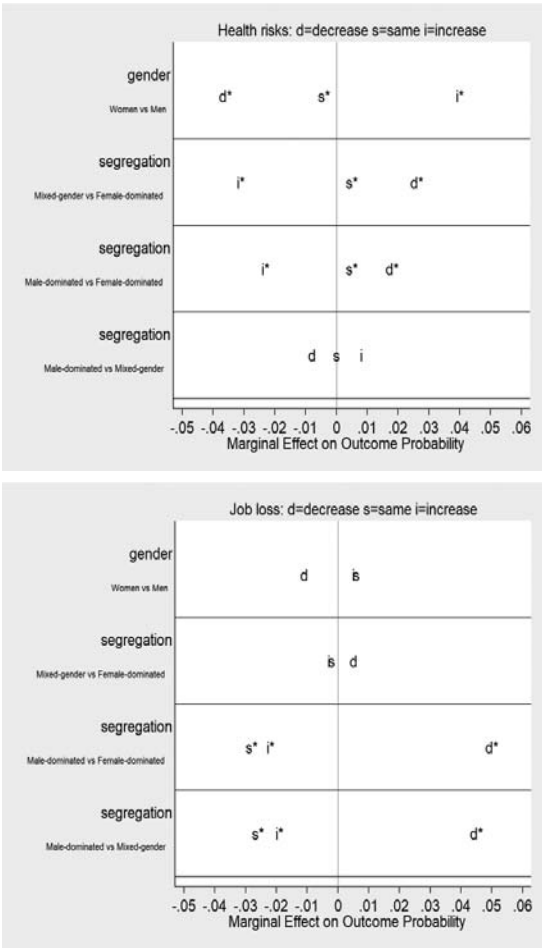 Health risks: d=decrease s=same i=increase
gender
Women vs Men
d* s* i*
segregation
Mixed-gender vs Female-dominated
i* s* d*
segregation
Male-dominated vs Female-dominated
i* s* d*
segregation
Male-dominated vs Mixed-gender
d s i
-.05 -.04 -.03 -.02 -.01 0 .01 .02 .03 .04 .05 .06
Marginal Effect on Outcome Probability
Job loss: d=decrease s=same i=increase
gender
Women vs Men
d is
segregation
Mixed-gender vs Female-dominated
is d
segregation
Male-dominated vs Female-dominated
s* i* d*
segregation
Male-dominated vs Mixed-gender
s* i* d*
-.05 -.04 -.03 -.02 -.01 0 .01 .02 .03 .04 .05 .06
Marginal Effect on Outcome Probability